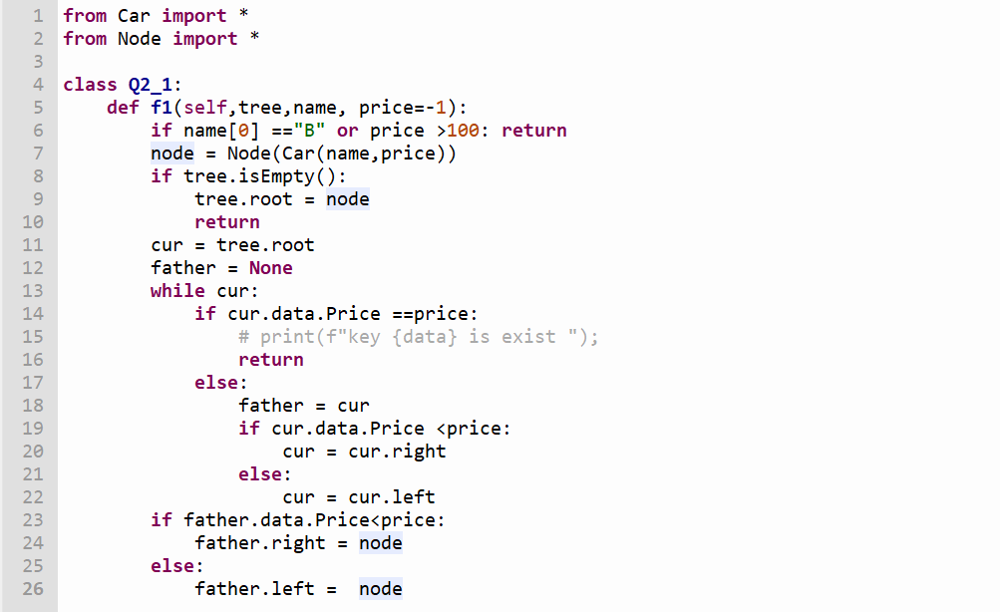 1 from Car import *
2 from Node import *
3
4 class Q2_1:
5     def f1(self,tree,name, price=-1):
6         if name[0] =="B" or price >100: return
7         node = Node(Car(name,price))
8         if tree.isEmpty():
9             tree.root = node
10             return
11         cur = tree.root
12         father = None
13         while cur:
14             if cur.data.Price ==price:
15                 # print(f"key {data} is exist ");
16                 return
17             else:
18                 father = cur
19                 if cur.data.Price <price:
20                     cur = cur.right
21                 else:
22                     cur = cur.left
23         if father.data.Price<price:
24             father.right = node
25         else:
26             father.left =  node